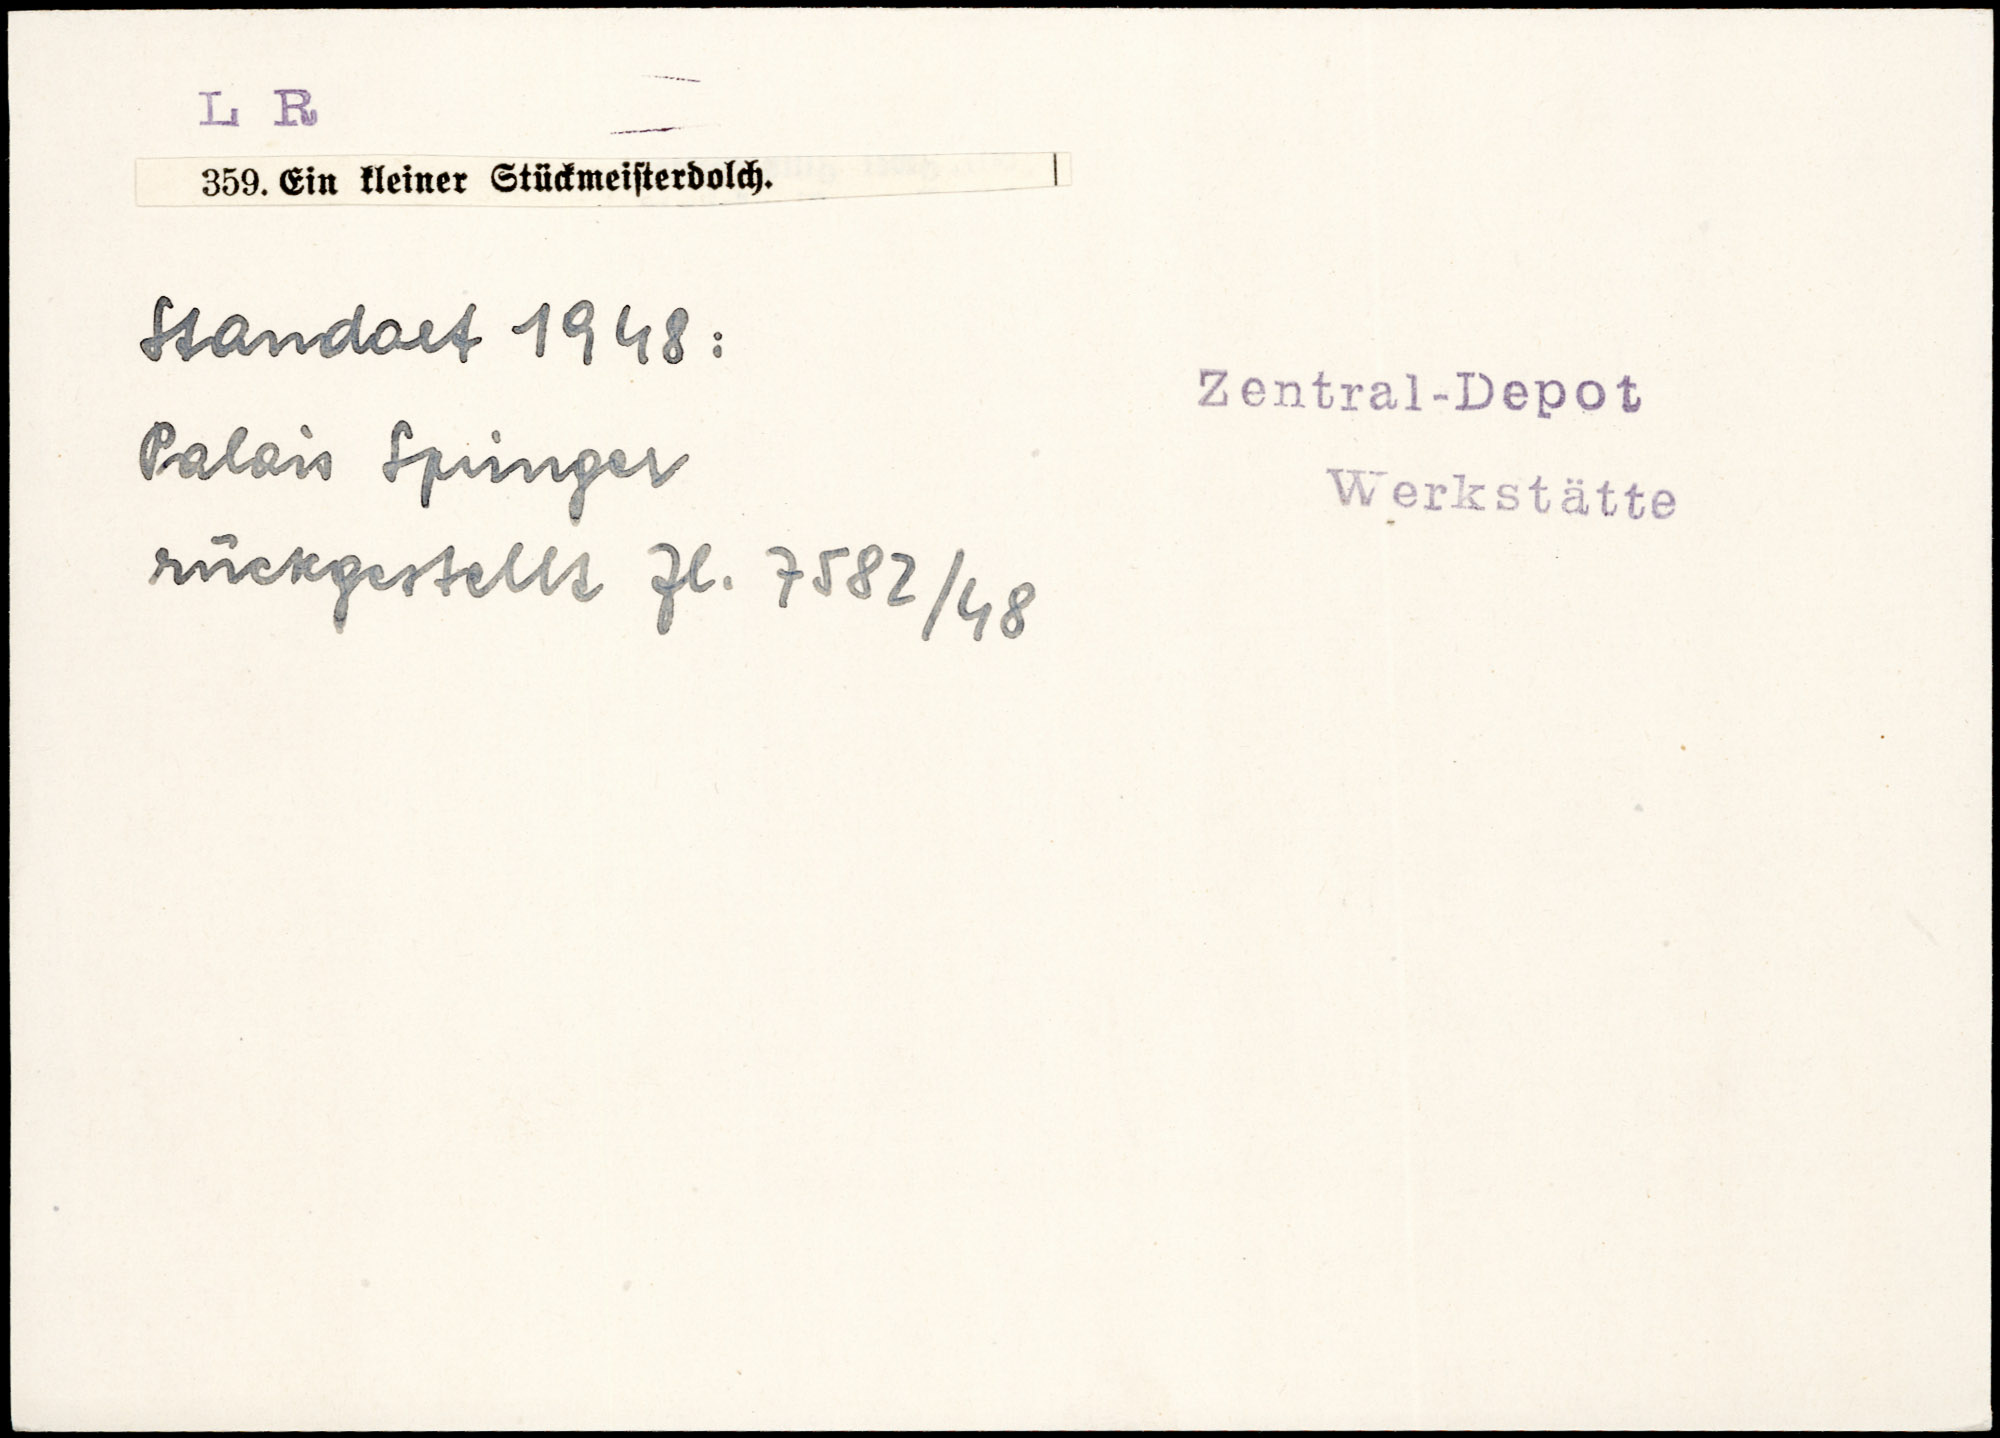 L R
359. Ein kleiner Stückmeisterdolch.
Standort 1948:
Palais Springer
rückgestellt Zl. 7582/48
Zentral-Depot
Werkstätte